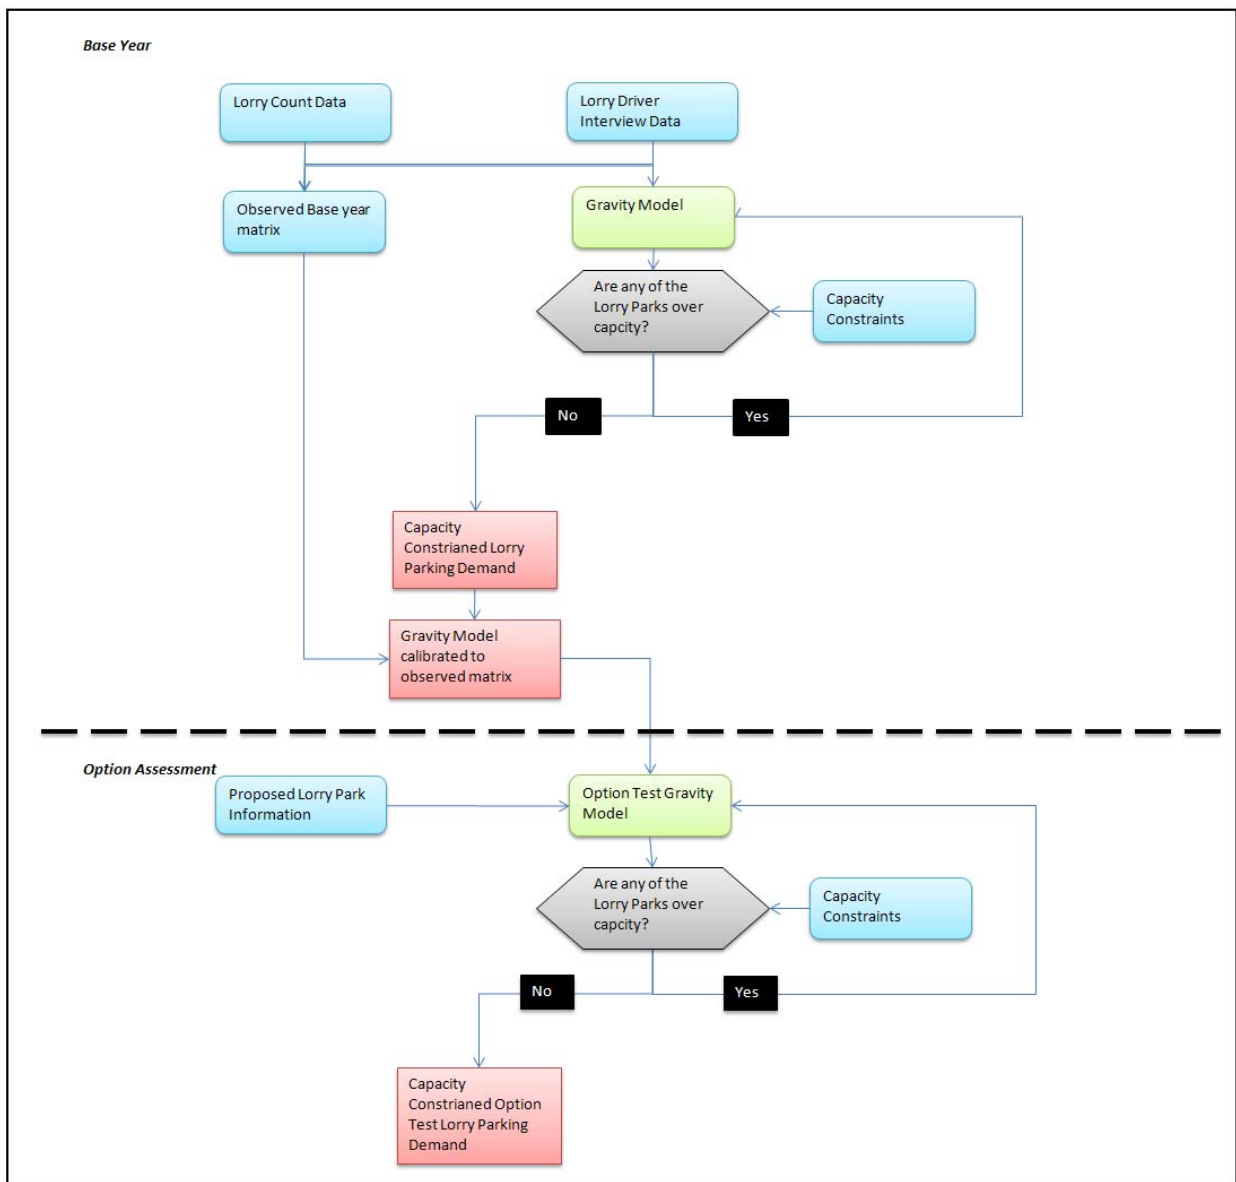 Base Year
Lorry Count Data
Lorry Driver
Interview Data
Observed Base year
matrix
Gravity Model
Are any of the
Lorry Parks over
capcity?
Capacity
Constraints
No
Yes
Capacity
Constrianed Lorry
Parking Demand
Gravity Model
calibrated to
observed matrix
Option Assessment
Proposed Lorry Park
Information
Option Test Gravity
Model
Are any of the
Lorry Parks over
capcity?
Capacity
Constraints
No
Yes
Capacity
Constrianed Option
Test Lorry Parking
Demand